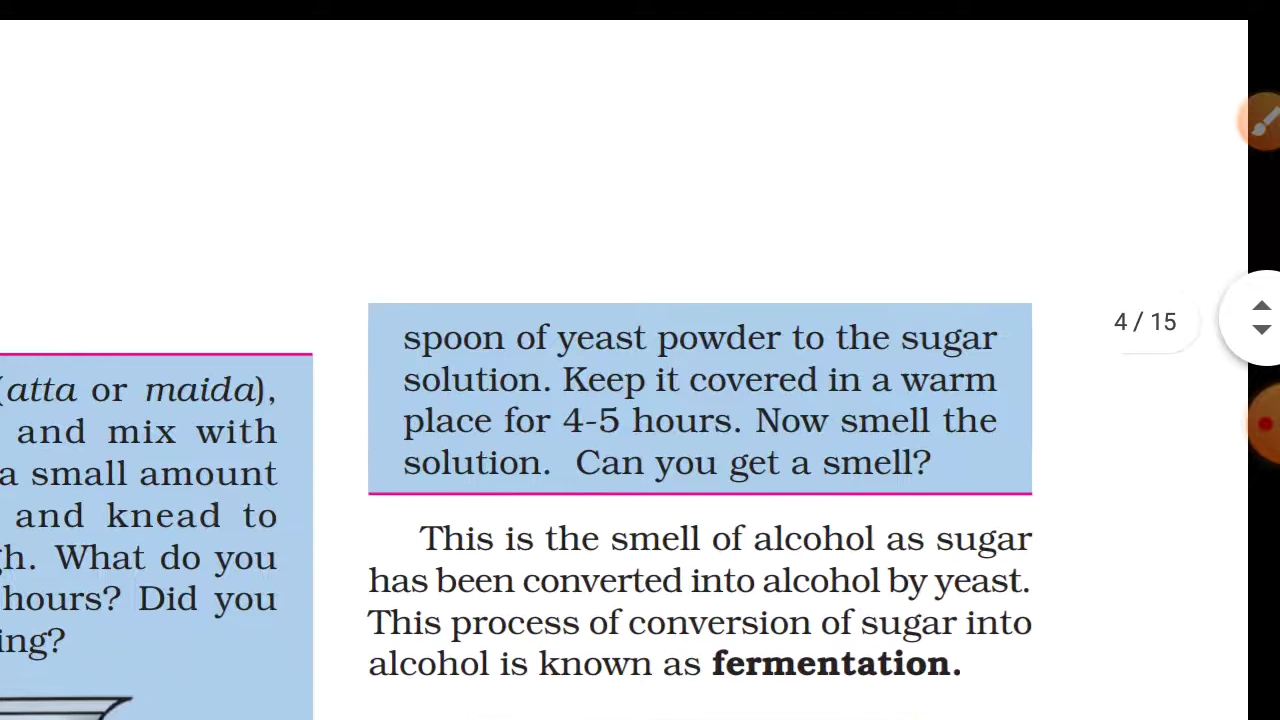 (atta or maida),
and mix with
a small amount
and knead to
gh. What do you
hours? Did you
ing?
spoon of yeast powder to the sugar
solution. Keep it covered in a warm
place for 4-5 hours. Now smell the
solution. Can you get a smell?
This is the smell of alcohol as sugar
has been converted into alcohol by yeast.
This process of conversion of sugar into
alcohol is known as fermentation.
4 / 15